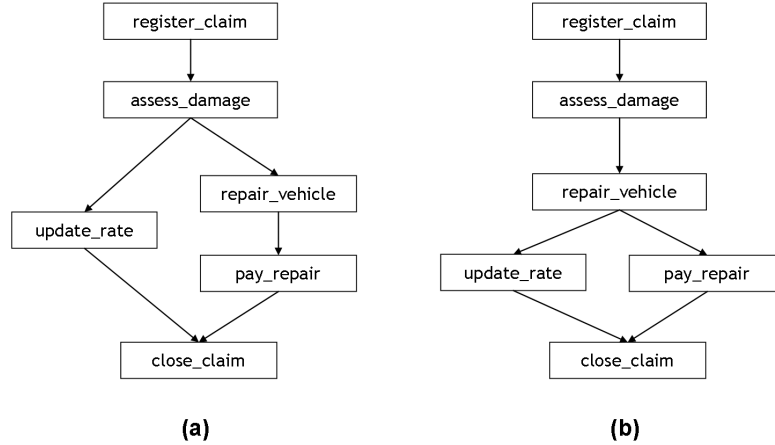 register_claim
assess_damage
repair_vehicle
update_rate
pay_repair
close_claim
(a)
register_claim
assess_damage
repair_vehicle
update_rate
pay_repair
close_claim
(b)